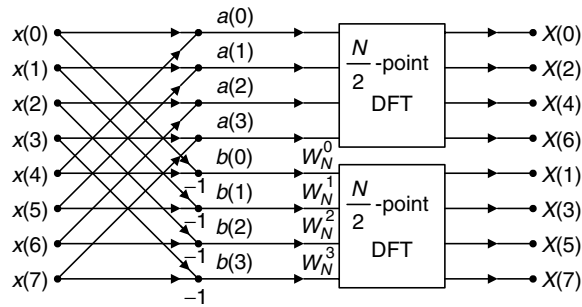 x(0) a(0) X(0)
x(1) a(1) N/2 -point DFT X(2)
x(2) a(2) X(4)
x(3) a(3) X(6)
x(4) b(0) W_N^0 X(1)
x(5) -1 b(1) W_N^1 N/2 -point DFT X(3)
x(6) -1 b(2) W_N^2 X(5)
x(7) -1 b(3) W_N^3 X(7)
-1